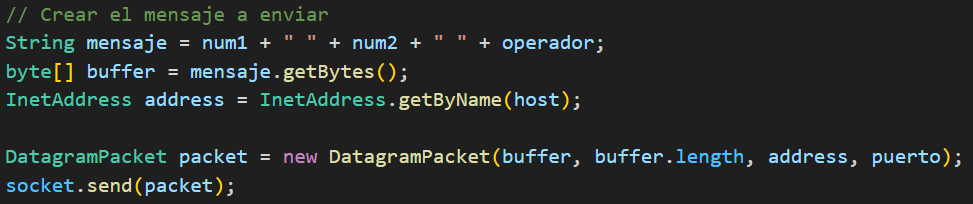 // Crear el mensaje a enviar
String mensaje = num1 + " " + num2 + " " + operador;
byte[] buffer = mensaje.getBytes();
InetAddress address = InetAddress.getByName(host);
DatagramPacket packet = new DatagramPacket(buffer, buffer.length, address, puerto);
socket.send(packet);